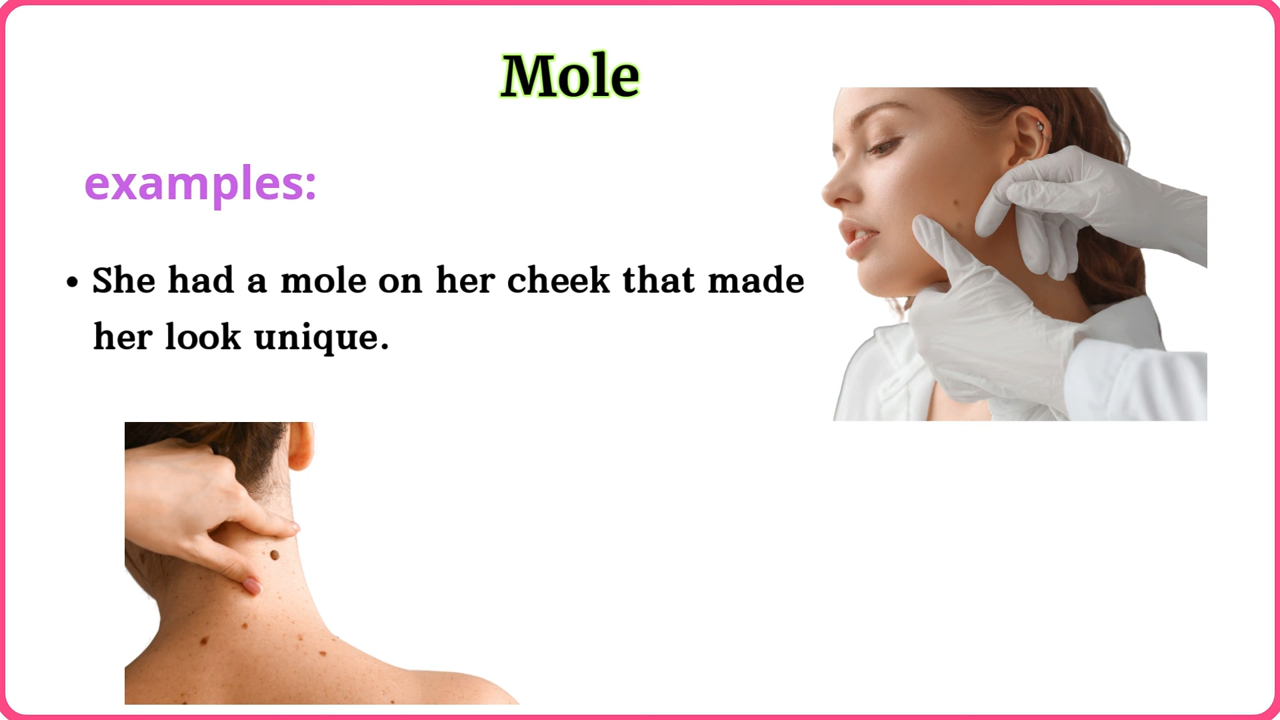 Mole
examples:
• She had a mole on her cheek that made
her look unique.